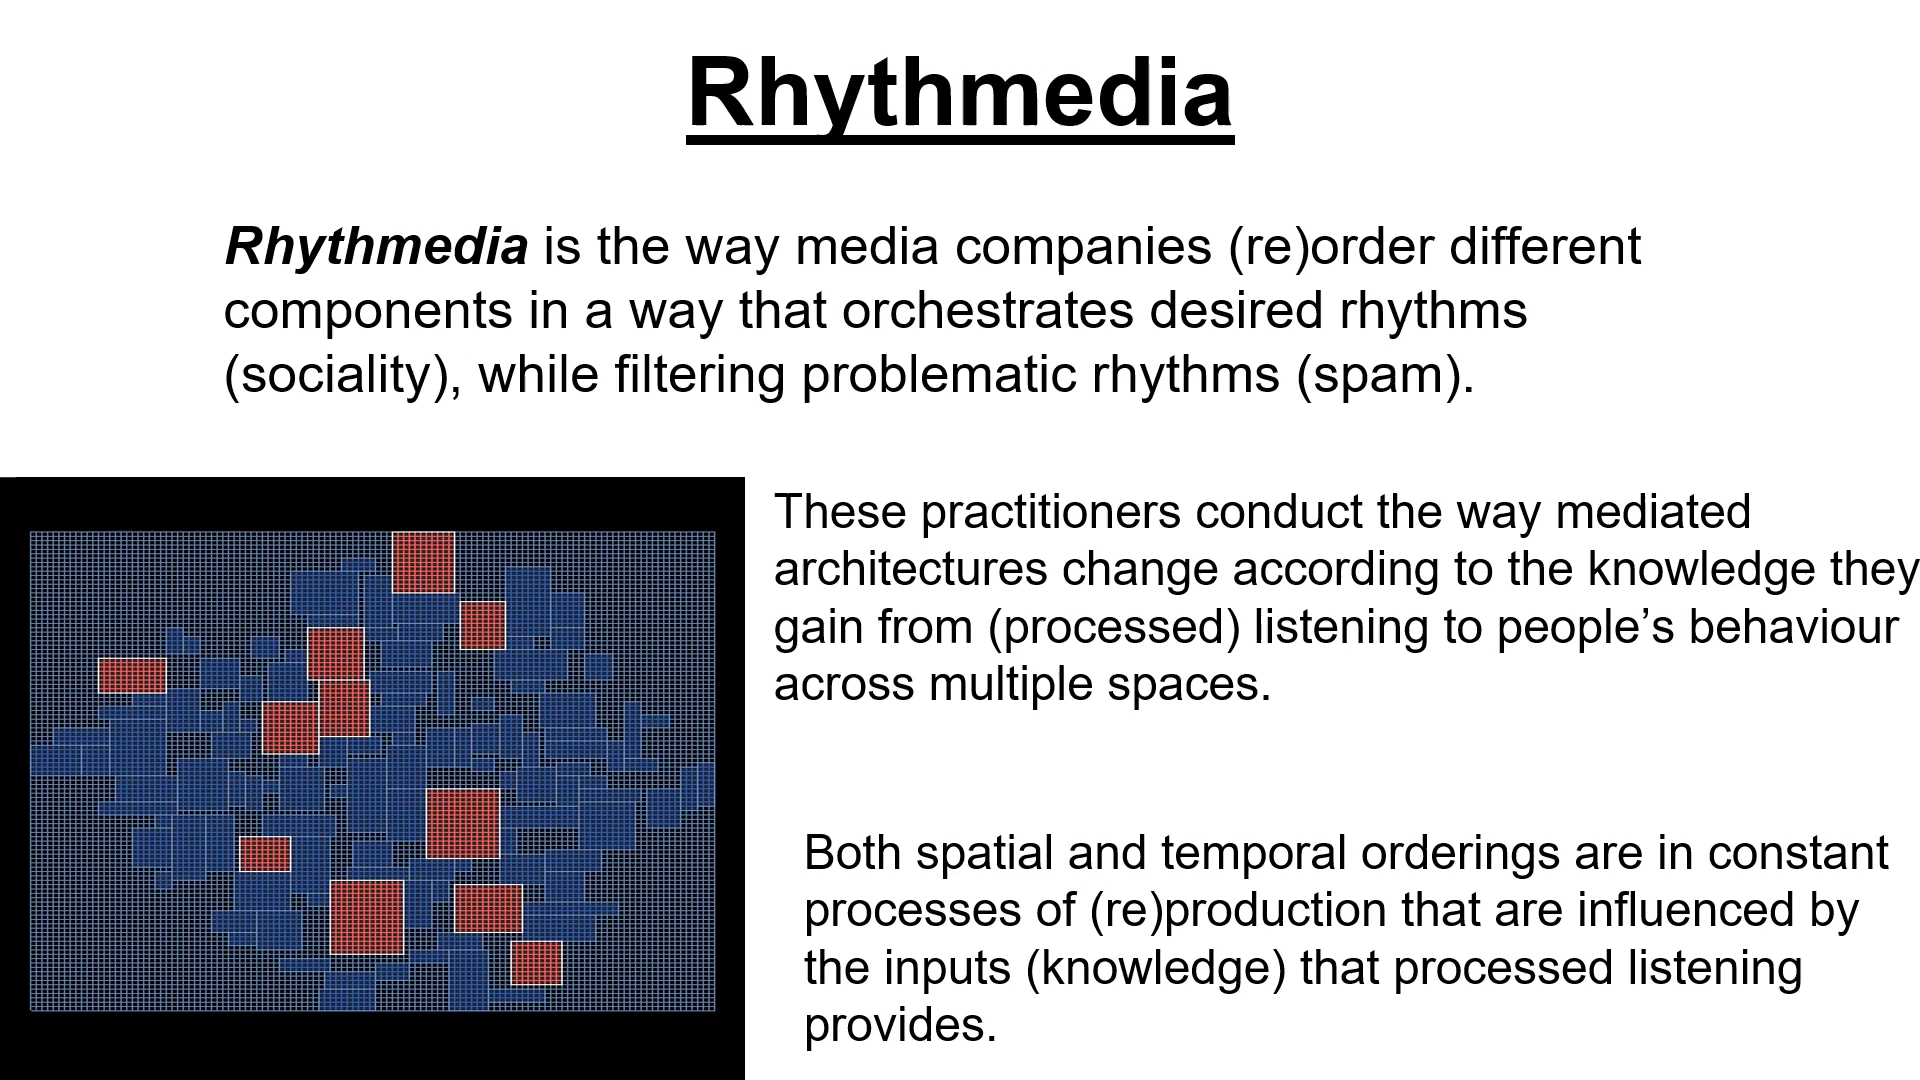 Rhythmedia
Rhythmedia is the way media companies (re)order different
components in a way that orchestrates desired rhythms
(sociality), while filtering problematic rhythms (spam).
These practitioners conduct the way mediated
architectures change according to the knowledge they
gain from (processed) listening to people’s behaviour
across multiple spaces.
Both spatial and temporal orderings are in constant
processes of (re)production that are influenced by
the inputs (knowledge) that processed listening
provides.